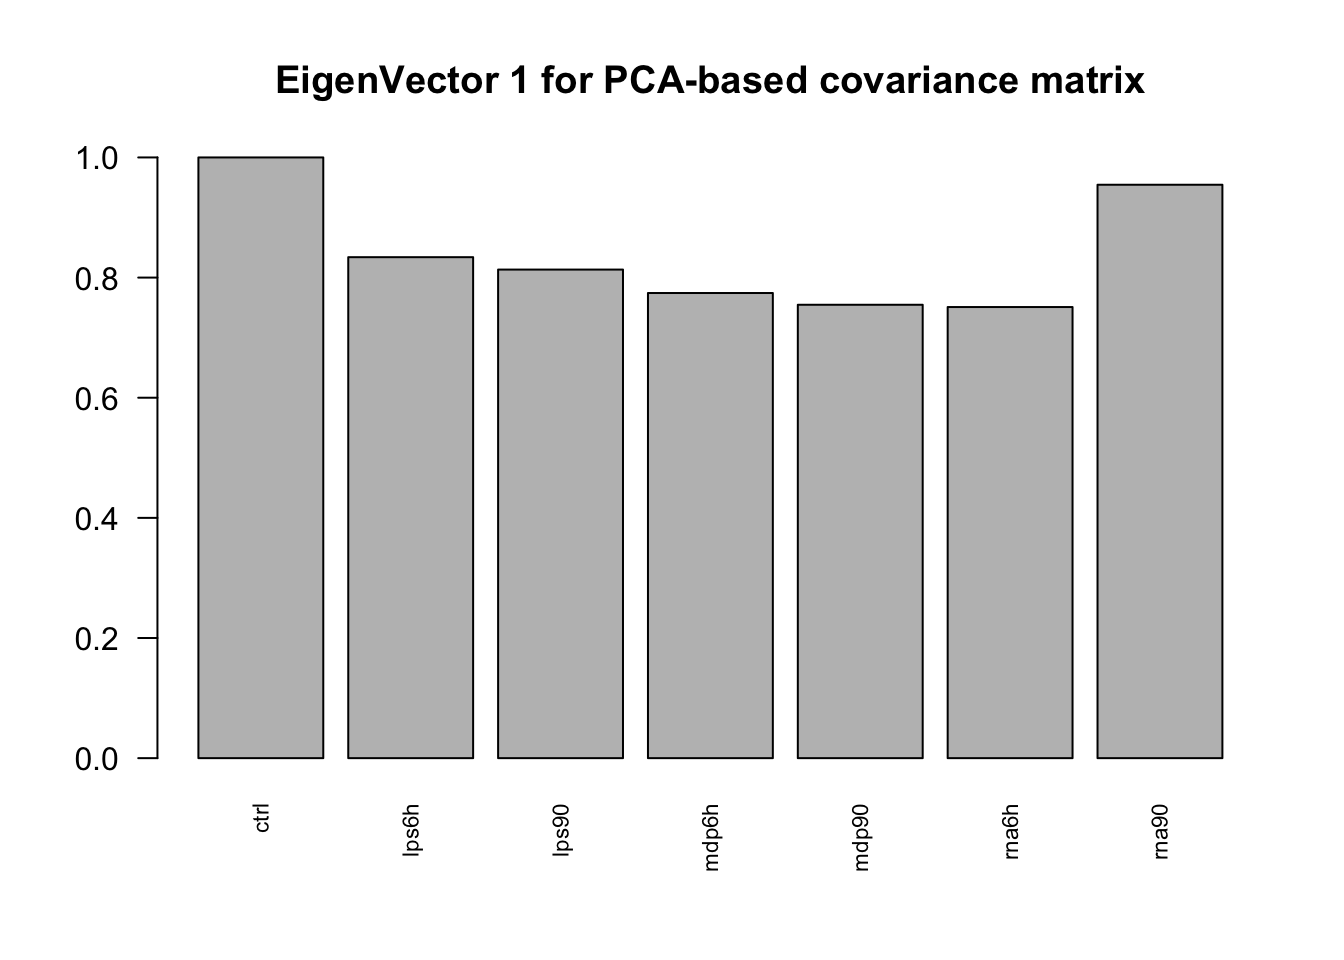 EigenVector 1 for PCA-based covariance matrix
1.0
0.8
0.6
0.4
0.2
0.0
ctrl
lps6h
lps90
mdp6h
mdp90
rna6h
rna90